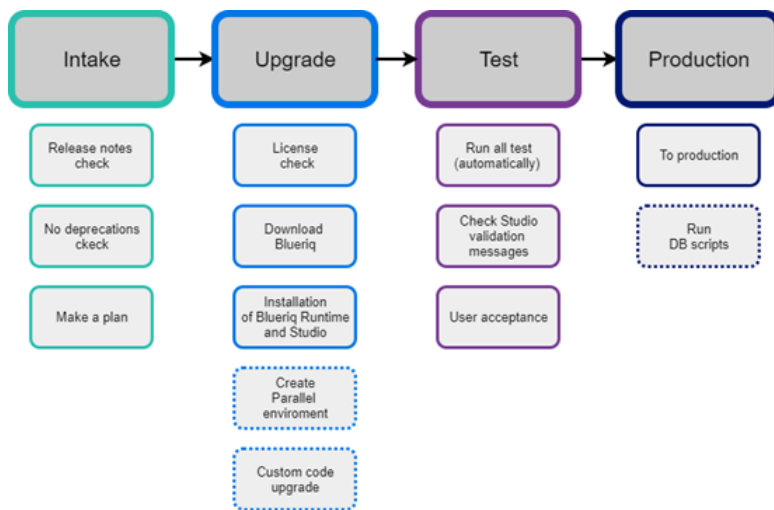 Intake
Upgrade
Test
Production
Release notes
check
No deprecations
ckeck
Make a plan
License
check
Download
Blueriq
Installation
of Blueriq Runtime
and Studio
Create
Parallel
enviroment
Custom code
upgrade
Run all test
(automatically)
Check Studio
validation
messages
User acceptance
To production
Run
DB scripts